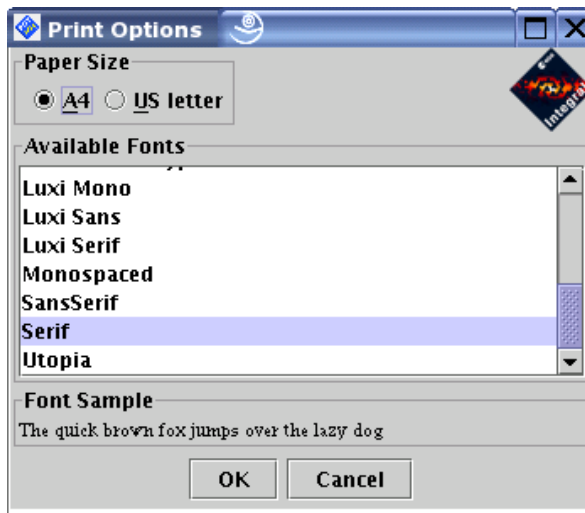 Print Options
Paper Size
A4 US letter
Integral
Available Fonts
Luxi Mono
Luxi Sans
Luxi Serif
Monospaced
SansSerif
Serif
Utopia
Font Sample
The quick brown fox jumps over the lazy dog
OK Cancel